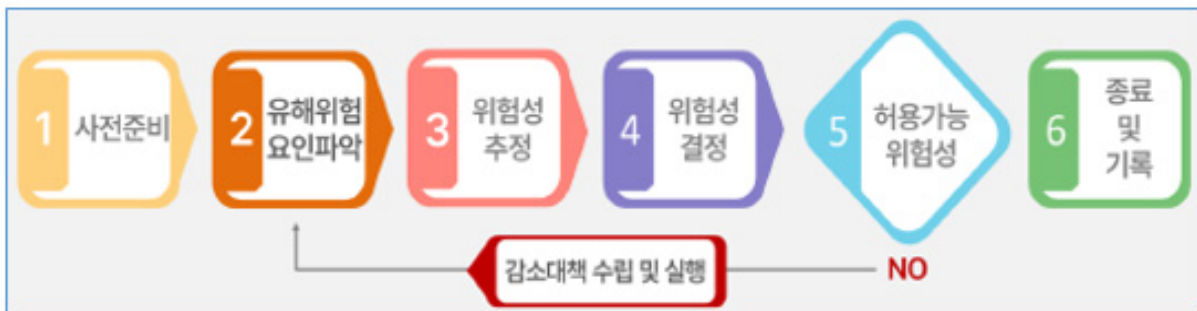 1 사전준비
2 유해위험
요인파악
3 위험성
추정
4 위험성
결정
5 허용가능
위험성
6 종료
및
기록
감소대책 수립 및 실행
NO